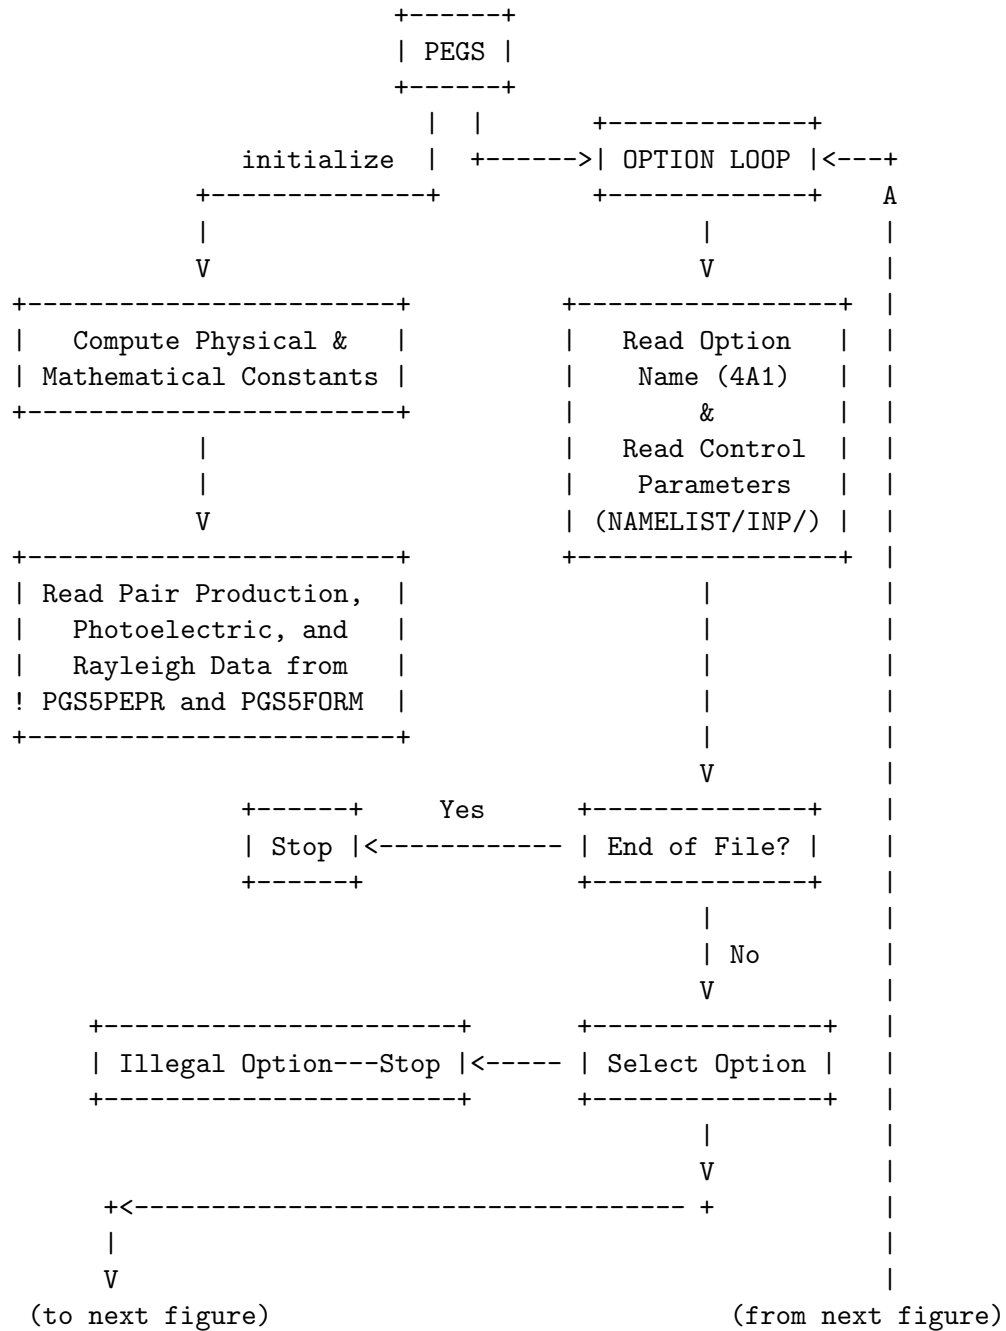 PEGS
initialize
OPTION LOOP
A
V
V
Compute Physical &
Mathematical Constants
Read Option
Name (4A1)
&
Read Control
Parameters
(NAMELIST/INP/)
V
Read Pair Production,
Photoelectric, and
Rayleigh Data from
! PGS5PEPR and PGS5FORM
V
Yes
Stop
End of File?
No
V
Illegal Option---Stop
Select Option
V
V
(to next figure)
(from next figure)